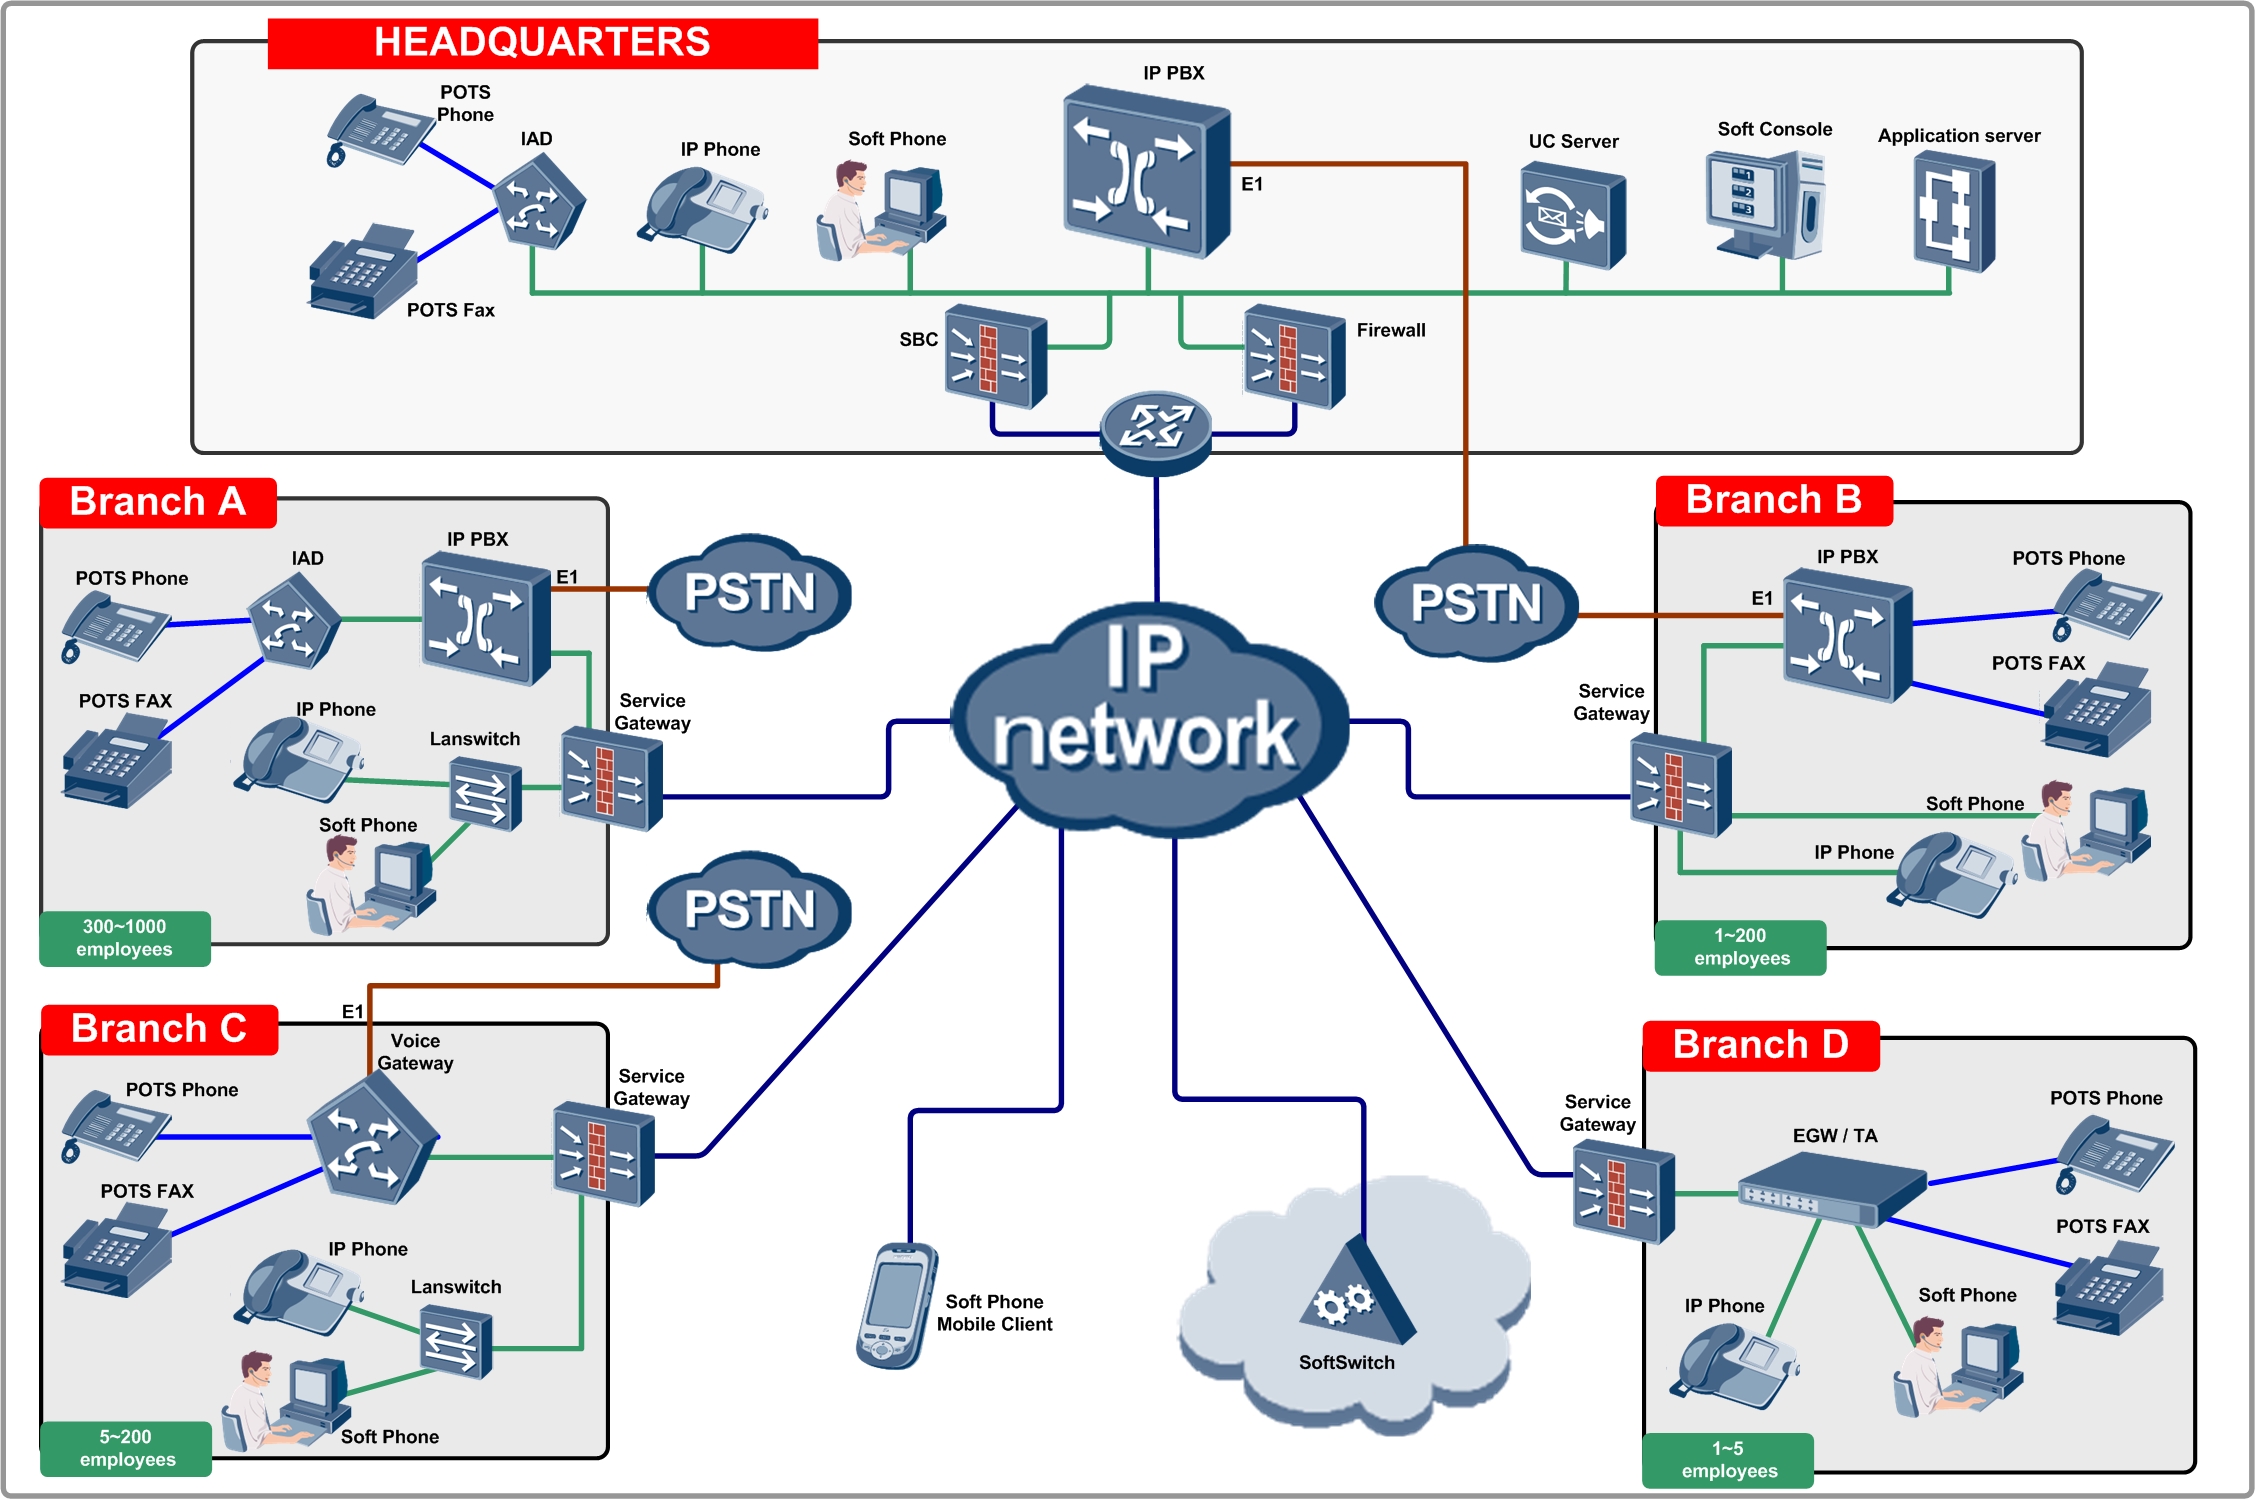 HEADQUARTERS
POTS
Phone
IAD
IP Phone
Soft Phone
IP PBX
E1
UC Server
Soft Console
Application server
1
2
3
POTS Fax
SBC
Firewall
Branch A
IP PBX
IAD
E1
POTS Phone
PSTN
POTS FAX
IP Phone
Lanswitch
Service
Gateway
Soft Phone
300~1000
employees
IP
network
PSTN
Branch B
IP PBX
POTS Phone
E1
POTS FAX
Service
Gateway
Soft Phone
IP Phone
1~200
employees
PSTN
E1
Branch C
Voice
Gateway
POTS Phone
Service
Gateway
POTS FAX
IP Phone
Lanswitch
Soft Phone
5~200
employees
Soft Phone
Mobile Client
SoftSwitch
Branch D
Service
Gateway
EGW / TA
POTS Phone
POTS FAX
IP Phone
Soft Phone
1~5
employees